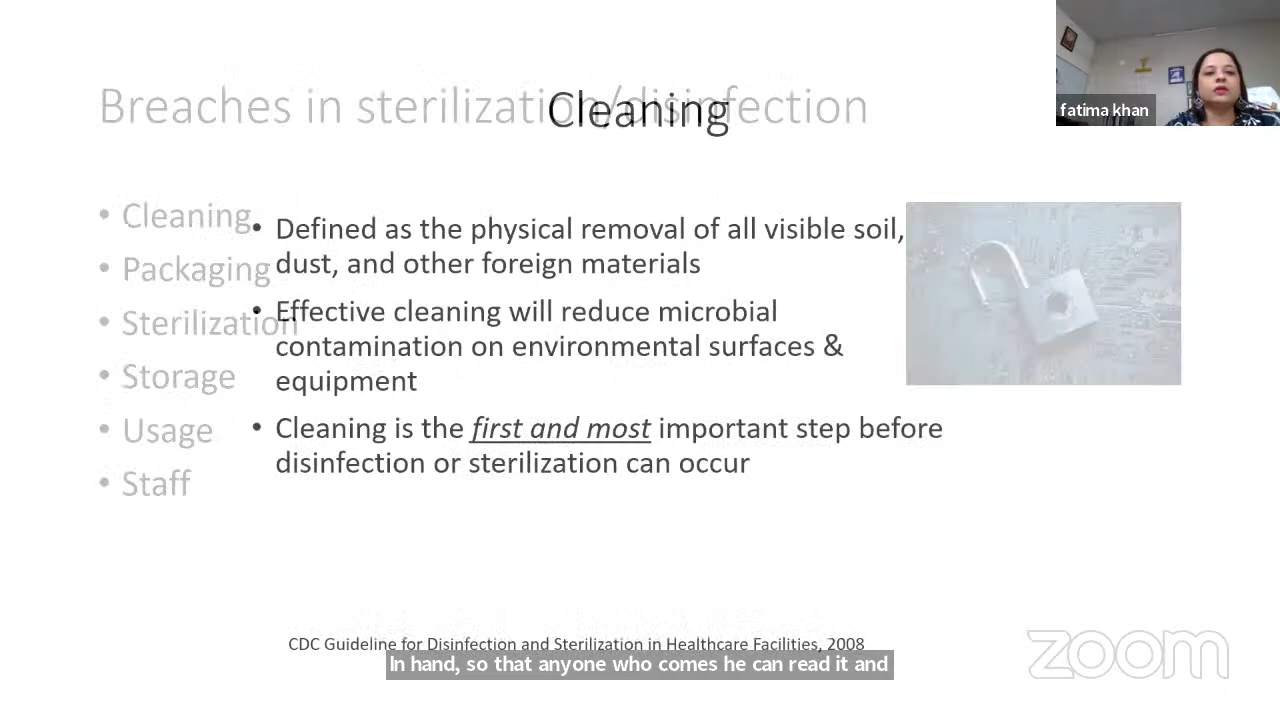 Breaches in sterilization/disinfection
Cleaning
fatima khan
• Cleaning
• Packaging
• Sterilization
• Storage
• Usage
• Staff
• Defined as the physical removal of all visible soil,
dust, and other foreign materials
• Effective cleaning will reduce microbial
contamination on environmental surfaces &
equipment
• Cleaning is the first and most important step before
disinfection or sterilization can occur
CDC Guideline for Disinfection and Sterilization in Healthcare Facilities, 2008
In hand, so that anyone who comes he can read it and
zoom